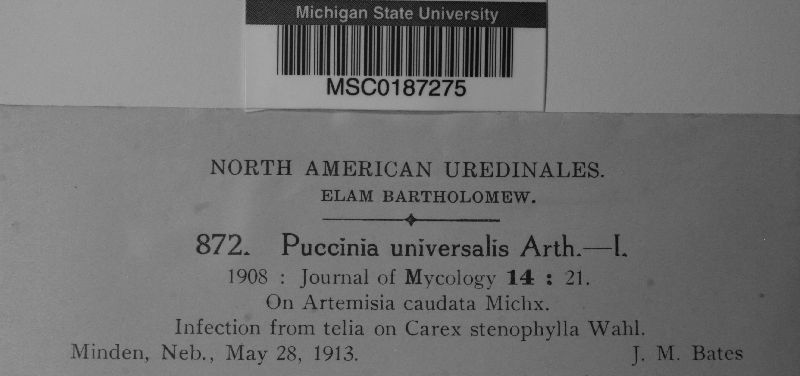 Michigan State University
MSC0187275
NORTH AMERICAN UREDINALES.
ELAM BARTHOLOMEW.
872. Puccinia universalis Arth.—I.
1908 : Journal of Mycology 14 : 21.
On Artemisia caudata Michx.
Infection from telia on Carex stenophylla Wahl.
Minden, Neb., May 28, 1913. J. M. Bates